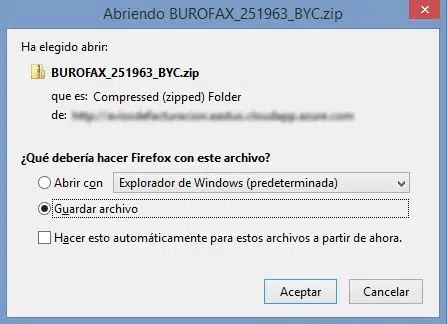 Abriendo BUROFAX_251963_BYC.zip
Ha elegido abrir:
BUROFAX_251963_BYC.zip
que es: Compressed (zipped) Folder
de:
¿Qué debería hacer Firefox con este archivo?
Abrir con Explorador de Windows (predeterminada)
Guardar archivo
Hacer esto automáticamente para estos archivos a partir de ahora.
Aceptar Cancelar